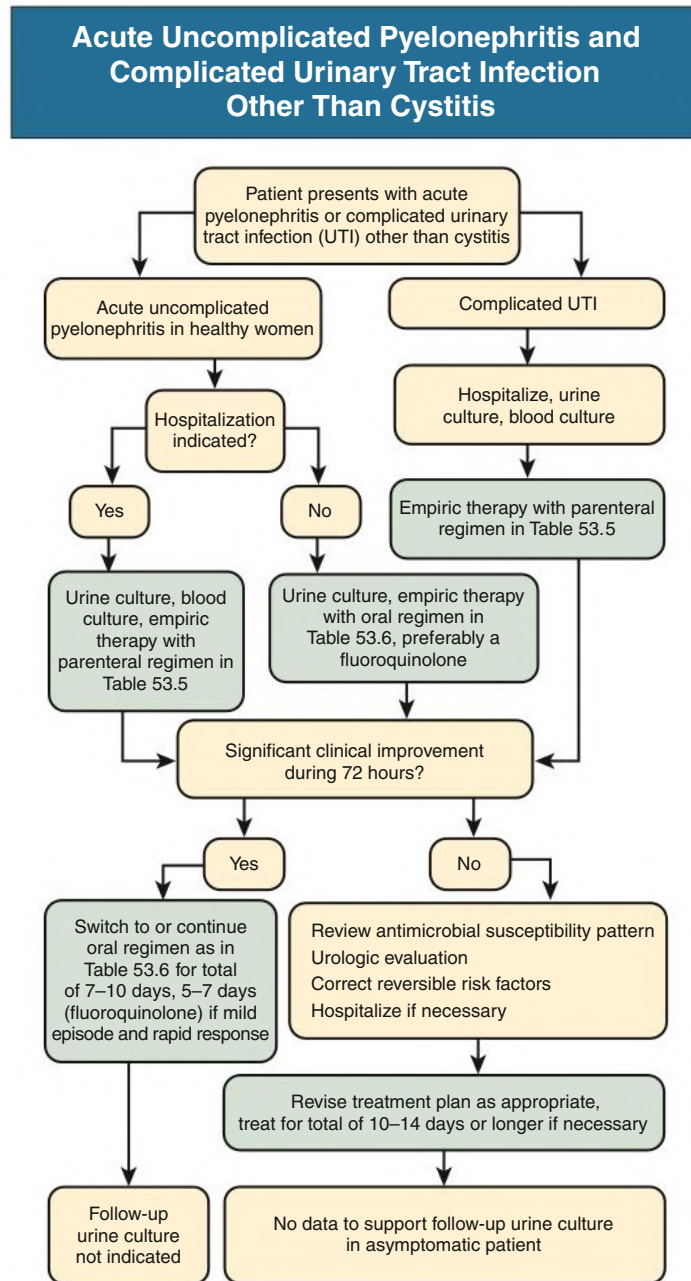 Acute Uncomplicated Pyelonephritis and
Complicated Urinary Tract Infection
Other Than Cystitis
Patient presents with acute
pyelonephritis or complicated urinary
tract infection (UTI) other than cystitis
Acute uncomplicated
pyelonephritis in healthy women
Complicated UTI
Hospitalization
indicated?
Hospitalize, urine
culture, blood culture
Yes
No
Empiric therapy with parenteral
regimen in Table 53.5
Urine culture, blood
culture, empiric
therapy with
parenteral regimen in
Table 53.5
Urine culture, empiric therapy
with oral regimen in
Table 53.6, preferably a
fluoroquinolone
Significant clinical improvement
during 72 hours?
Yes
No
Switch to or continue
oral regimen as in
Table 53.6 for total
of 7–10 days, 5–7 days
(fluoroquinolone) if mild
episode and rapid response
Review antimicrobial susceptibility pattern
Urologic evaluation
Correct reversible risk factors
Hospitalize if necessary
Revise treatment plan as appropriate,
treat for total of 10–14 days or longer if necessary
Follow-up
urine culture
not indicated
No data to support follow-up urine culture
in asymptomatic patient